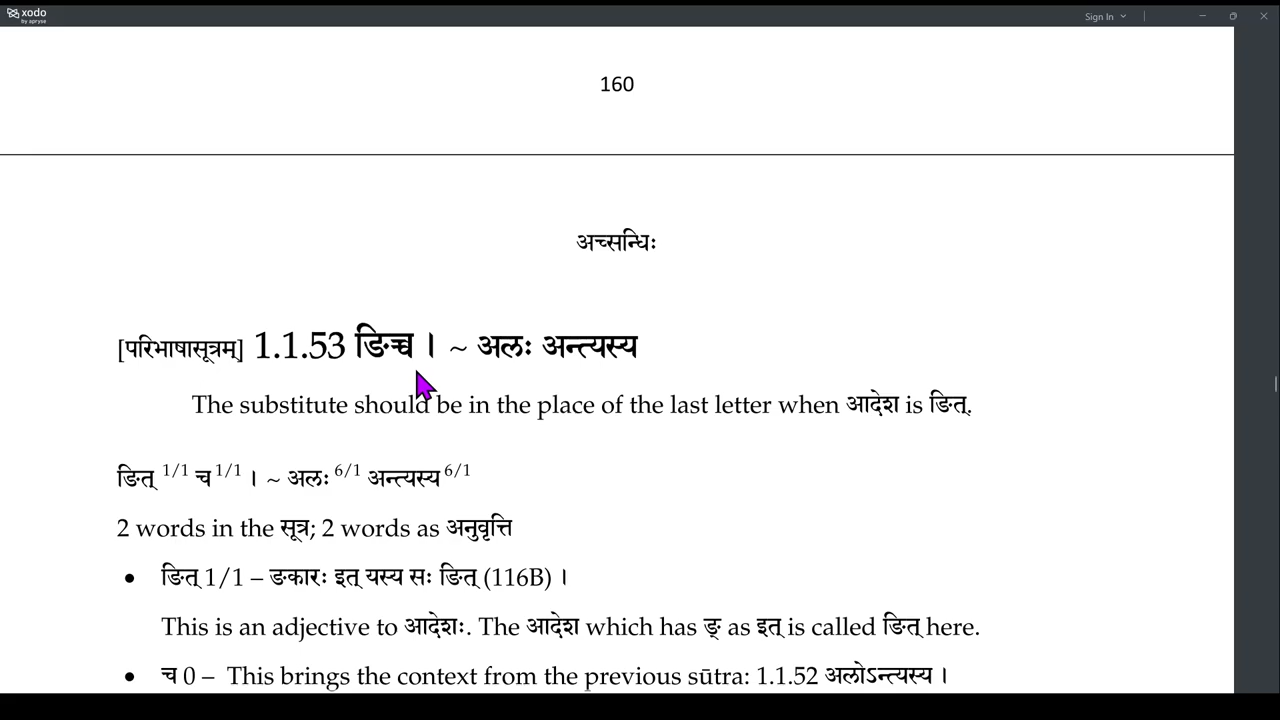 xodo
by apryse
Sign In
160
अच्सन्धिः
[परिभाषासूत्रम्] 1.1.53 ङिच्च । ~ अलः अन्त्यस्य
The substitute should be in the place of the last letter when आदेश is ङित्.
ङित् 1/1 च 1/1 । ~ अलः 6/1 अन्त्यस्य 6/1
2 words in the सूत्र; 2 words as अनुवृत्ति
• ङित् 1/1 – ङकारः इत् यस्य सः ङित् (116B) ।
This is an adjective to आदेशः. The आदेश which has ङ् as इत् is called ङित् here.
• च 0 – This brings the context from the previous sūtra: 1.1.52 अलोऽन्त्यस्य ।